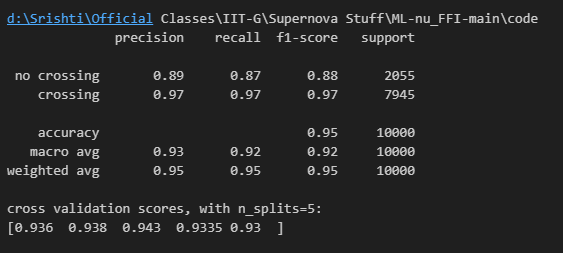 d:\Srishti\Official Classes\IIT-G\Supernova Stuff\ML-nu_FFI-main\code
precision recall f1-score support
no crossing 0.89 0.87 0.88 2055
crossing 0.97 0.97 0.97 7945
accuracy 0.95 10000
macro avg 0.93 0.92 0.92 10000
weighted avg 0.95 0.95 0.95 10000
cross validation scores, with n_splits=5:
[0.936 0.938 0.943 0.9335 0.93 ]